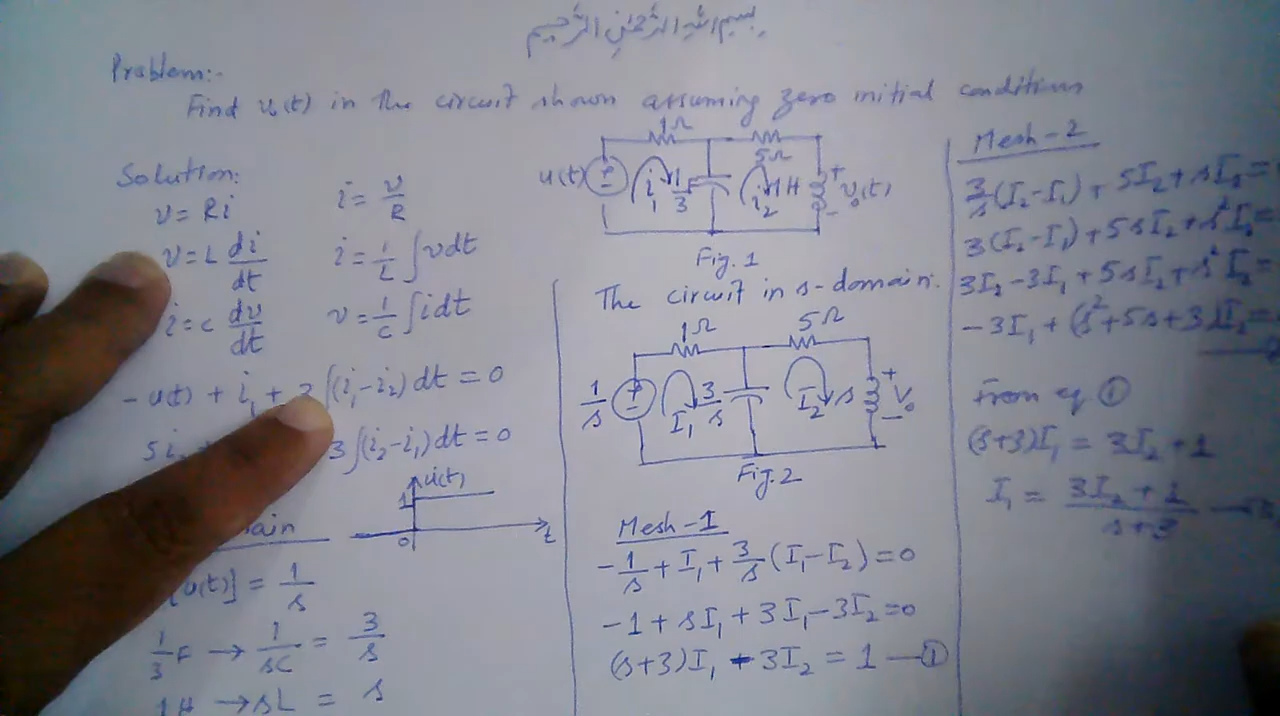 بسم الله الرحمن الرحيم
Problem:-
Find v₀(t) in the circuit shown assuming zero initial conditions
Solution:
v = Ri
i = v/R
v = L di/dt
i = 1/L ∫vdt
i = c dv/dt
v = 1/c ∫idt
-u(t) + i₁ + 3 ∫(i₁-i₂)dt = 0
5i₂ 3∫(i₂-i₁)dt = 0
u(t)
1
0
t
[u(t)] = 1/s
1/3 F → 1/sC = 3/s
1H → sL = s
1Ω
5Ω
u(t)
i₁
1/3
i₂
1H
+
v₀(t)
-
Fig. 1
The circuit in s-domain:
1Ω
5Ω
1/s
I₁
3/s
I₂
s
+
V₀
-
Fig. 2
Mesh-1
-1/s + I₁ + 3/s (I₁-I₂) = 0
-1 + sI₁ + 3I₁ - 3I₂ = 0
(s+3)I₁ - 3I₂ = 1 —①
Mesh-2
3/s (I₂-I₁) + 5I₂ + sI₂ =
3(I₂-I₁) + 5sI₂ + s²I₂ =
3I₂ - 3I₁ + 5sI₂ + s²I₂ =
-3I₁ + (s²+5s+3)I₂ =
From eq ①
(s+3)I₁ = 3I₂ + 1
I₁ = (3I₂ + 1)/(s+3)